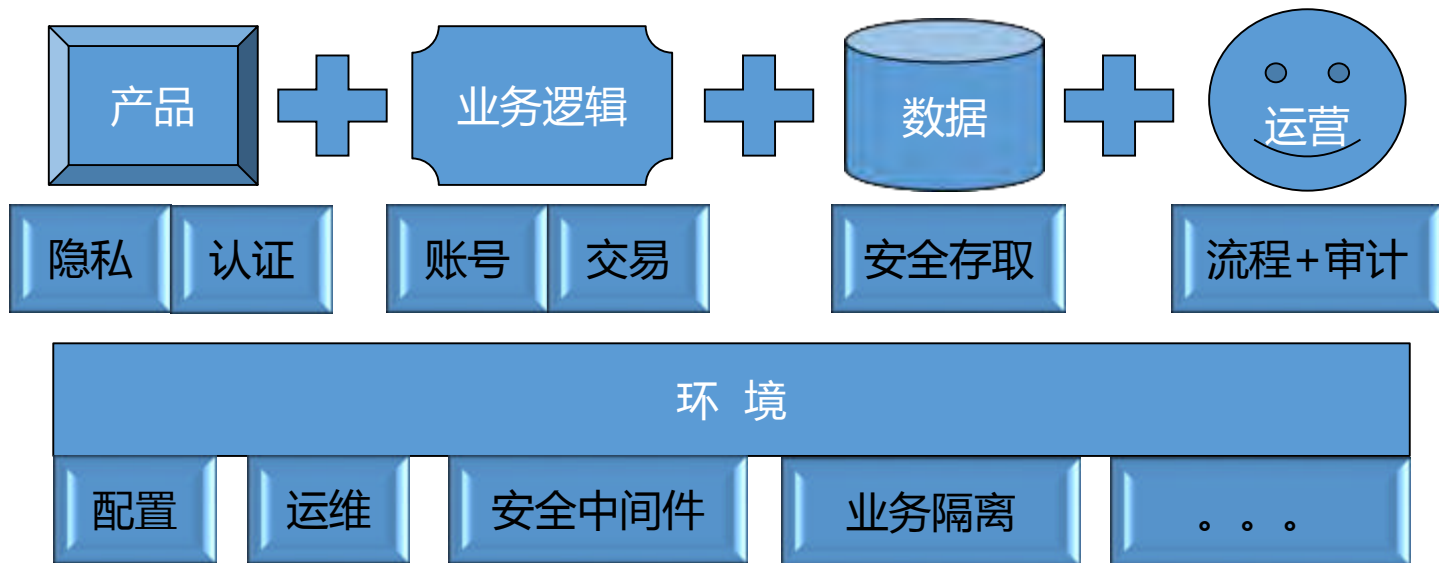 产品 业务逻辑 数据 运营
隐私 认证 账号 交易 安全存取 流程+审计
环 境
配置 运维 安全中间件 业务隔离 。。。